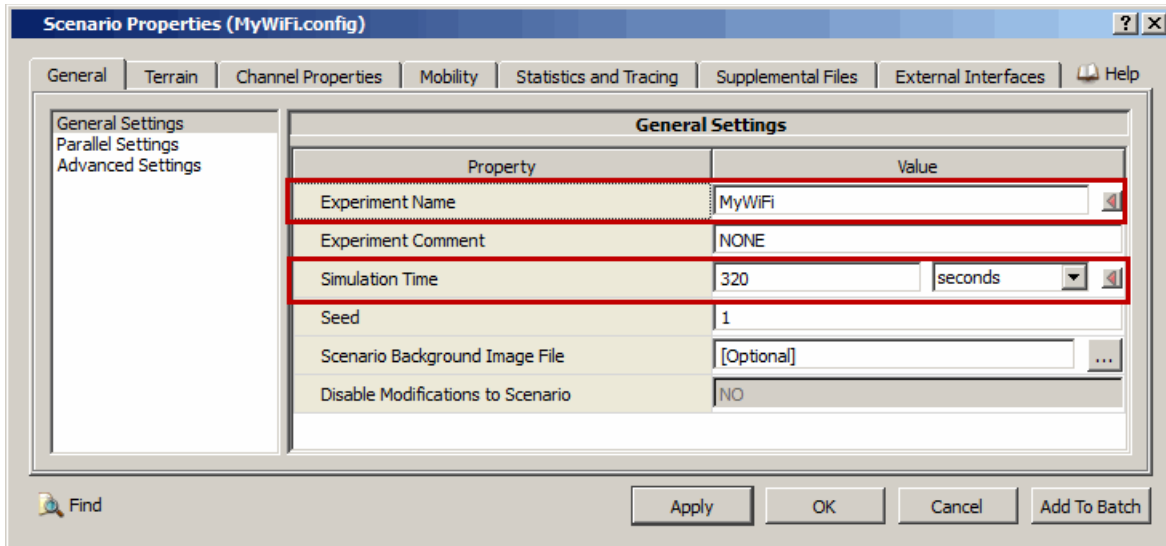 Scenario Properties (MyWiFi.config)
General Terrain Channel Properties Mobility Statistics and Tracing Supplemental Files External Interfaces Help
General Settings
Parallel Settings
Advanced Settings
General Settings
Property Value
Experiment Name MyWiFi
Experiment Comment NONE
Simulation Time 320 seconds
Seed 1
Scenario Background Image File [Optional] ...
Disable Modifications to Scenario NO
Find Apply OK Cancel Add To Batch